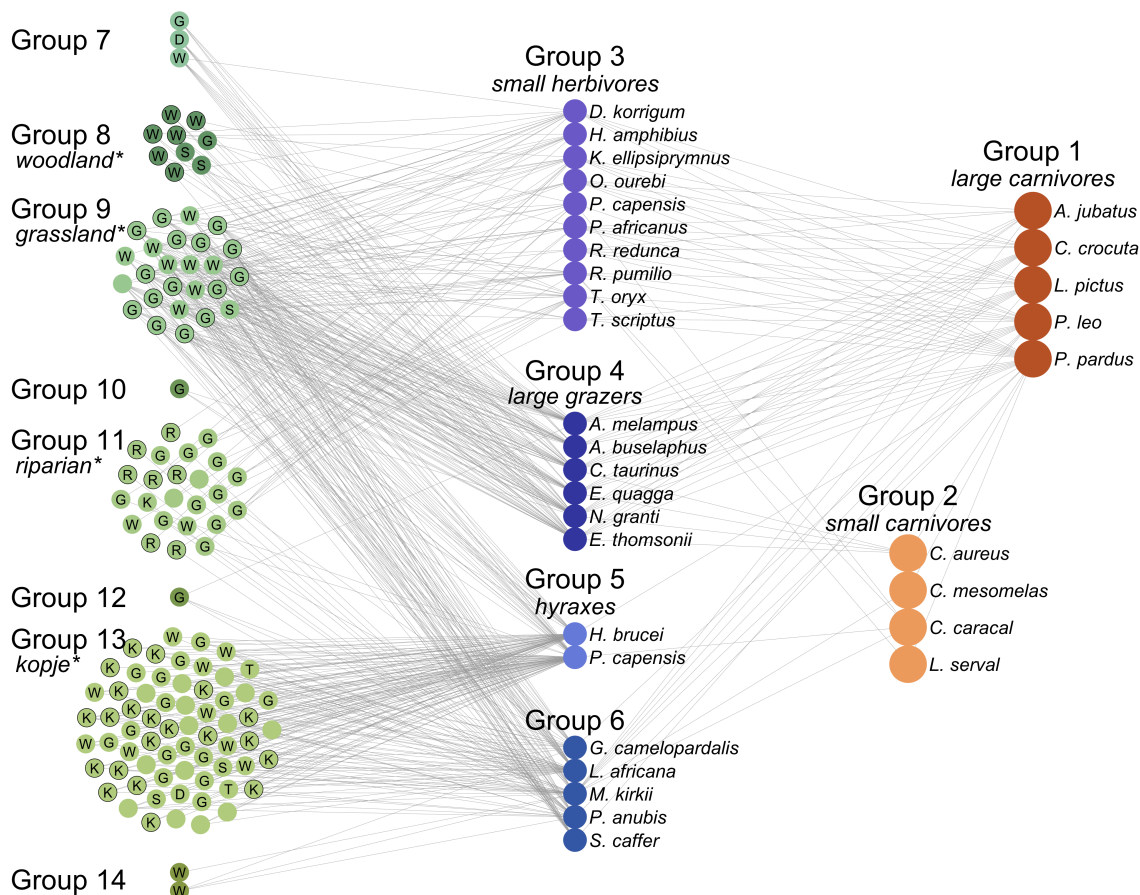 Group 7
G
D
W
Group 8
woodland*
W
W
W
W
G
W
S
S
W
Group 9
grassland*
G
G
W
G
W
G
G
G
W
G
W
W
W
G
G
G
W
G
G
G
W
G
S
G
G
Group 10
G
Group 11
riparian*
R
G
R
G
G
G
R
R
R
G
G
K
G
G
W
G
W
G
G
R
R
G
Group 12
G
Group 13
kopje*
K
W
G
W
K
K
G
W
T
K
G
G
K
W
K
K
G
W
G
G
K
K
K
W
K
W
G
G
K
K
K
W
K
G
G
W
K
K
K
K
G
G
G
S
W
K
K
K
S
D
G
G
T
K
K
Group 14
W
W
Group 3
small herbivores
D. korrigum
H. amphibius
K. ellipsiprymnus
O. ourebi
P. capensis
P. africanus
R. redunca
R. pumilio
T. oryx
T. scriptus
Group 4
large grazers
A. melampus
A. buselaphus
C. taurinus
E. quagga
N. granti
E. thomsonii
Group 5
hyraxes
H. brucei
P. capensis
Group 6
G. camelopardalis
L. africana
M. kirkii
P. anubis
S. caffer
Group 1
large carnivores
A. jubatus
C. crocuta
L. pictus
P. leo
P. pardus
Group 2
small carnivores
C. aureus
C. mesomelas
C. caracal
L. serval